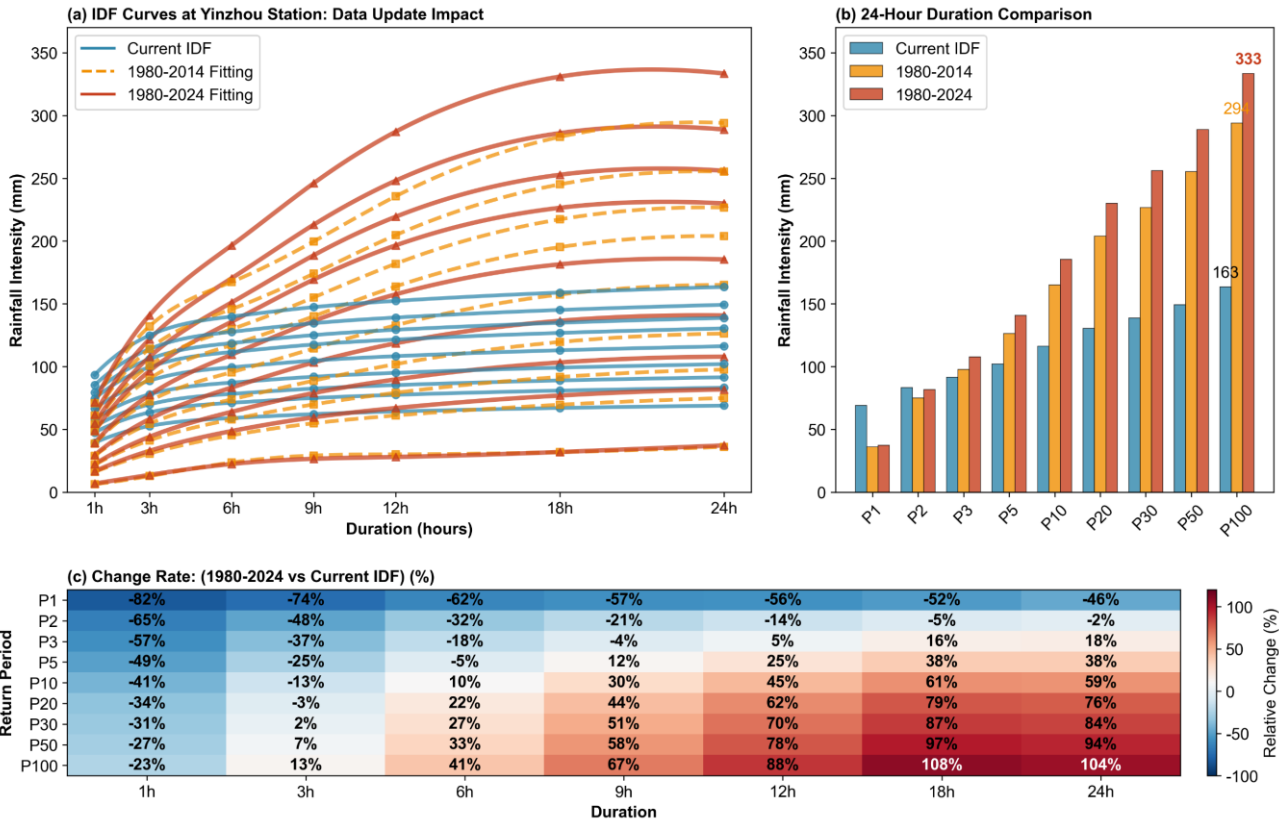 (a) IDF Curves at Yinzhou Station: Data Update Impact
Current IDF
1980-2014 Fitting
1980-2024 Fitting
Rainfall Intensity (mm)
350
300
250
200
150
100
50
0
1h 3h 6h 9h 12h 18h 24h
Duration (hours)
(b) 24-Hour Duration Comparison
Current IDF
1980-2014
1980-2024
333
294
163
Rainfall Intensity (mm)
350
300
250
200
150
100
50
0
P1 P2 P3 P5 P10 P20 P30 P50 P100
(c) Change Rate: (1980-2024 vs Current IDF) (%)
Return Period
P1 -82% -74% -62% -57% -56% -52% -46%
P2 -65% -48% -32% -21% -14% -5% -2%
P3 -57% -37% -18% -4% 5% 16% 18%
P5 -49% -25% -5% 12% 25% 38% 38%
P10 -41% -13% 10% 30% 45% 61% 59%
P20 -34% -3% 22% 44% 62% 79% 76%
P30 -31% 2% 27% 51% 70% 87% 84%
P50 -27% 7% 33% 58% 78% 97% 94%
P100 -23% 13% 41% 67% 88% 108% 104%
1h 3h 6h 9h 12h 18h 24h
Duration
100
50
0
-50
-100
Relative Change (%)